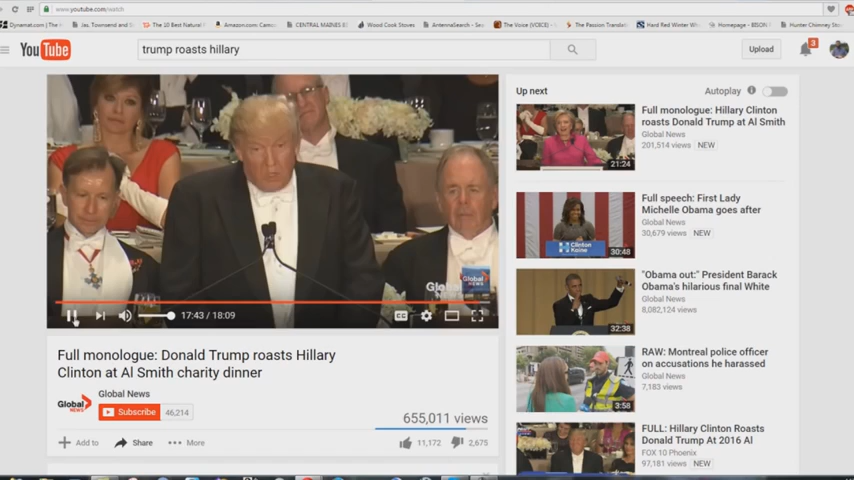 www.youtube.com/watch
Dynamat.com (T
Jas. Townsend and
The 10 Best Natural
Amazon.com:
CENTRAL MAINE
Wood Cook Stoves
AntennaSearch - Sea
The Voice (VOICE) -
The Passion Translati
Hard Red Winter Wh
Homepage - BISON
Hunter Chimney Sto
YouTube
trump roasts hillary
Upload
3
Up next
Autoplay
Full monologue: Hillary Clinton
roasts Donald Trump at Al Smith
Global News
201,514 views NEW
21:24
Full speech: First Lady
Michelle Obama goes after
Global News
30,679 views NEW
Clinton
Kaine
30:48
"Obama out:" President Barack
Obama's hilarious final White
Global News
8,082,124 views
32:38
RAW: Montreal police officer
on accusations he harassed
Global News
7,183 views
3:58
FULL: Hillary Clinton Roasts
Donald Trump At 2016 Al
FOX 10 Phoenix
97,181 views NEW
Global
NEWS
Global
NEWS
17:43 / 18:09
CC
Full monologue: Donald Trump roasts Hillary
Clinton at Al Smith charity dinner
Global
NEWS
Global News
Subscribe 46,214
655,011 views
Add to Share More
11,172 2,675